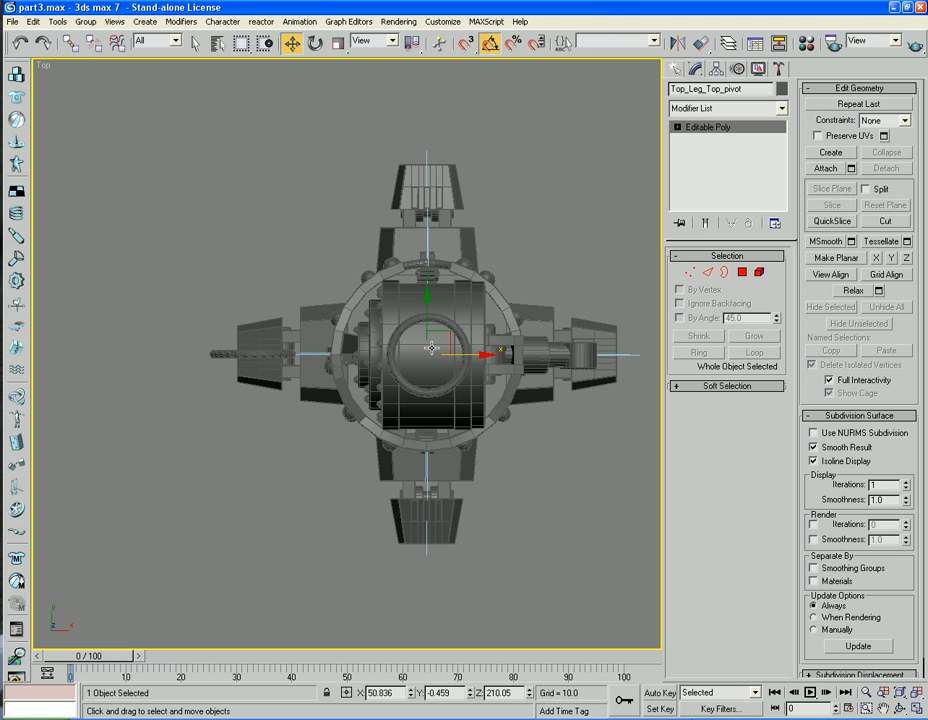 part3.max - 3ds max 7 - Stand-alone License
File Edit Tools Group Views Create Modifiers Character reactor Animation Graph Editors Rendering Customize MAXScript Help
All View 3 % ABC View
Top
Top_Leg_Top_pivot
Modifier List
Editable Poly
Selection
By Vertex
Ignore Backfacing
By Angle: 45.0
Shrink Grow
Ring Loop
Whole Object Selected
Soft Selection
Edit Geometry
Repeat Last
Constraints: None
Preserve UVs
Create Collapse
Attach Detach
Slice Plane Split
Slice Reset Plane
QuickSlice Cut
MSmooth Tessellate
Make Planar X Y Z
View Align Grid Align
Relax
Hide Selected Unhide All
Hide Unselected
Named Selections:
Copy Paste
Delete Isolated Vertices
Full Interactivity
Show Cage
Subdivision Surface
Use NURMS Subdivision
Smooth Result
Isoline Display
Display
Iterations: 1
Smoothness: 1.0
Render
Iterations: 0
Smoothness: 1.0
Separate By
Smoothing Groups
Materials
Update Options
Always
When Rendering
Manually
Update
Subdivision Displacement
x
y
z x
0 / 100
0 10 20 30 40 50 60 70 80 90 100
1 Object Selected X: 50.836 Y: -0.459 Z: 210.05 Grid = 10.0 Auto Key Selected
Click and drag to select and move objects Add Time Tag Set Key Key Filters... 0